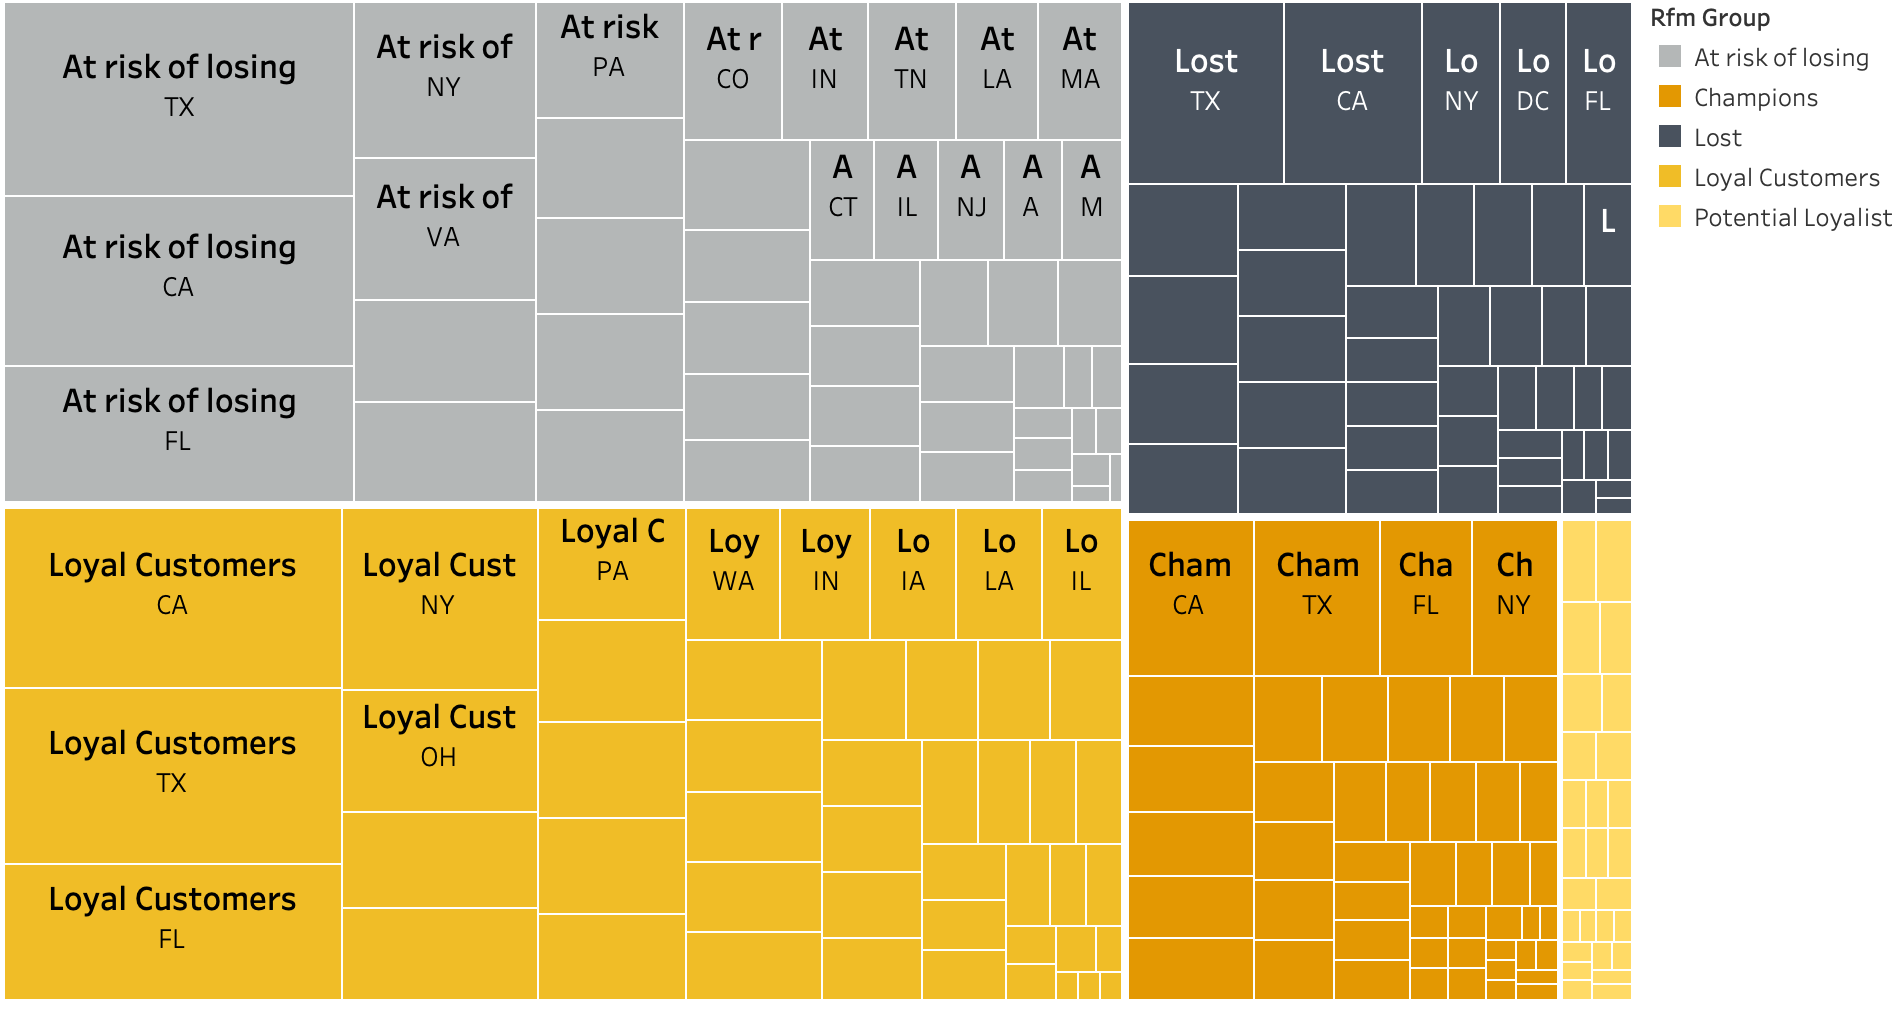 At risk of losing
TX
At risk of losing
CA
At risk of losing
FL
At risk of
NY
At risk of
VA
At risk
PA
At r
CO
At
IN
At
TN
At
LA
At
MA
A
CT
A
IL
A
NJ
A
A
A
M
Lost
TX
Lost
CA
Lo
NY
Lo
DC
Lo
FL
L
Loyal Customers
CA
Loyal Customers
TX
Loyal Customers
FL
Loyal Cust
NY
Loyal Cust
OH
Loyal C
PA
Loy
WA
Loy
IN
Lo
IA
Lo
LA
Lo
IL
Cham
CA
Cham
TX
Cha
FL
Ch
NY
Rfm Group
At risk of losing
Champions
Lost
Loyal Customers
Potential Loyalist